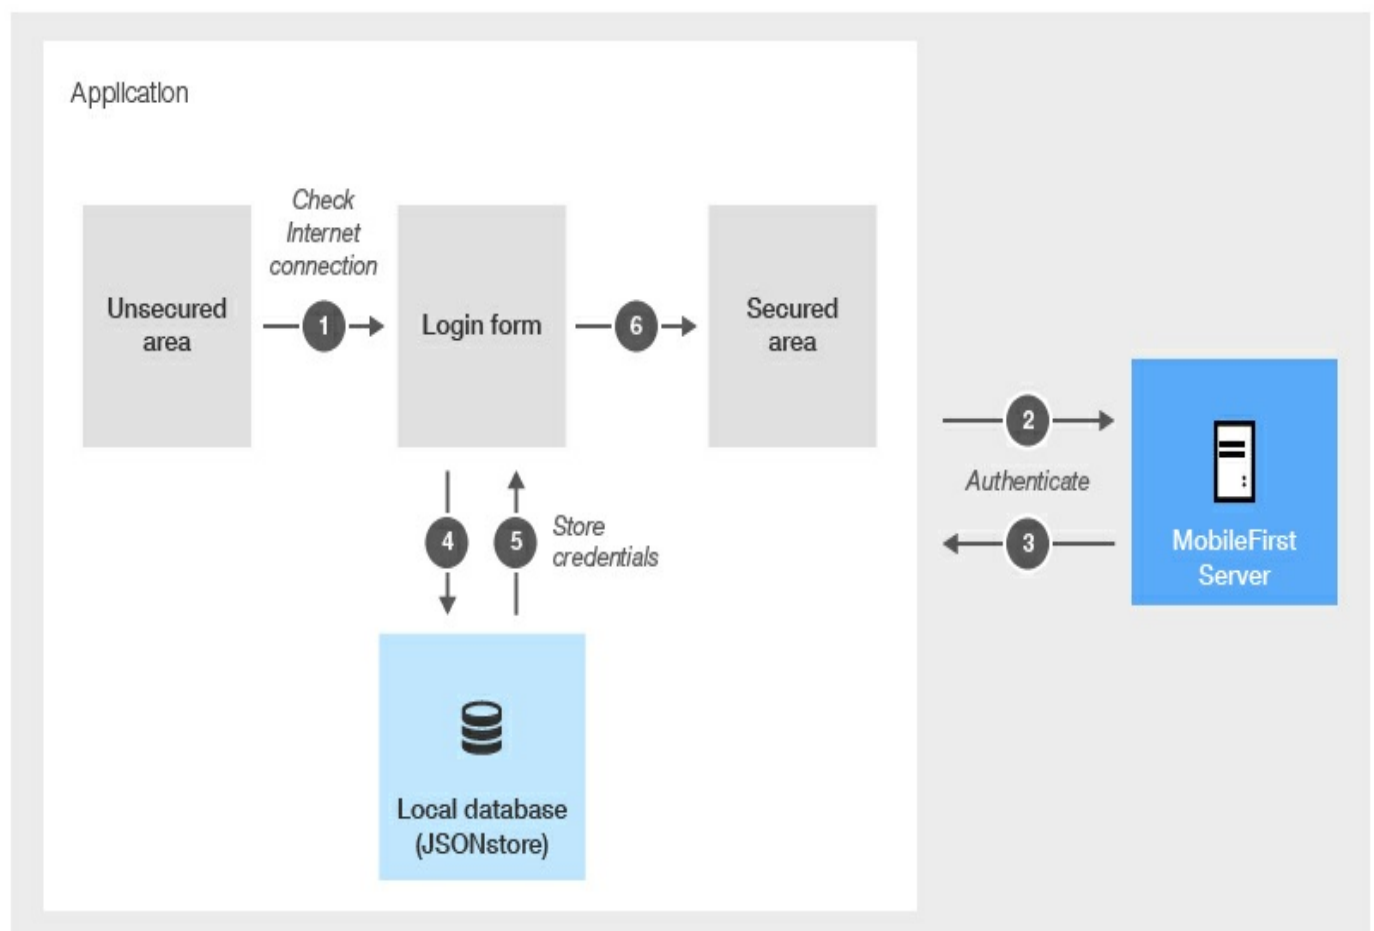 Application
Check
Internet
connection
Unsecured
area
1
Login form
6
Secured
area
2
Authenticate
3
MobileFirst
Server
4
5
Store
credentials
Local database
(JSONstore)